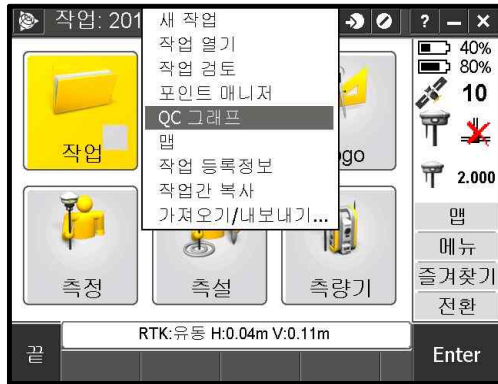 작업: 201
? – ×
새 작업
작업 열기
작업 검토
포인트 매니저
QC 그래프
맵
작업 등록정보
작업간 복사
가져오기/내보내기...
40%
80%
10
2.000
작업
ogo
측정
측설
측량기
맵
메뉴
즐겨찾기
전환
RTK:유동 H:0.04m V:0.11m
끝
Enter